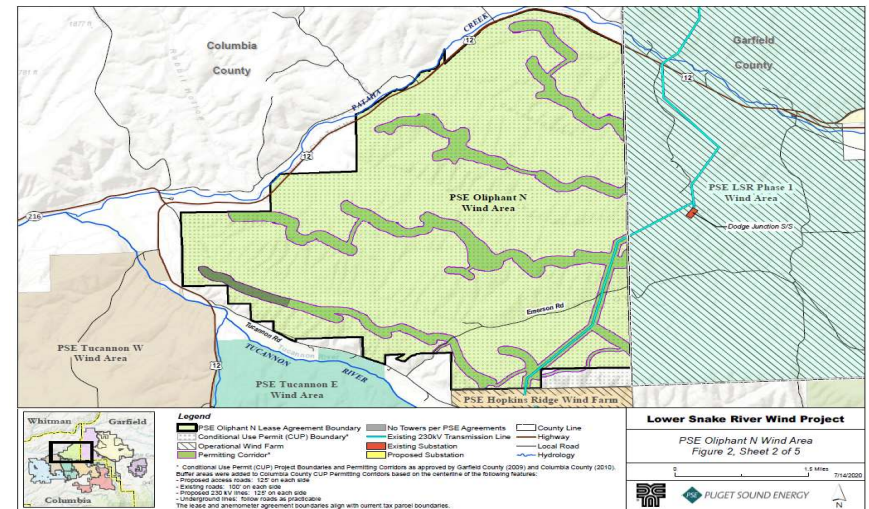 Columbia
County
PATAHA
CREEK
12
12
12
12
216
Garfield
County
PSE Oliphant N
Wind Area
PSE LSR Phase 1
Wind Area
Dodge Junction S/S
Emerson Rd
Tucannon Rd
TUCANNON
RIVER
PSE Tucannon W
Wind Area
PSE Tucannon E
Wind Area
PSE Hopkins Ridge Wind Farm
Whitman
Garfield
Columbia
Legend
PSE Oliphant N Lease Agreement Boundary
Conditional Use Permit (CUP) Boundary*
Operational Wind Farm
Permitting Corridor*
No Towers per PSE Agreements
Existing 230kV Transmission Line
Existing Substation
Proposed Substation
County Line
Highway
Local Road
Hydrology
* Conditional Use Permit (CUP) Project Boundaries and Permitting Corridors as approved by Garfield County (2009) and Columbia County (2010).
Buffer areas were added to Columbia County CUP Permitting Corridors based on the centerline of the following features:
- Proposed access roads: 125' on each side
- Existing roads: 100' on each side
- Proposed 230 kV lines: 125' on each side
- Underground lines: follow roads as practicable
The lease and anemometer agreement boundaries align with current tax parcel boundaries.
Lower Snake River Wind Project
PSE Oliphant N Wind Area
Figure 2, Sheet 2 of 5
0
1.5 Miles
7/14/2020
PSE PUGET SOUND ENERGY
N